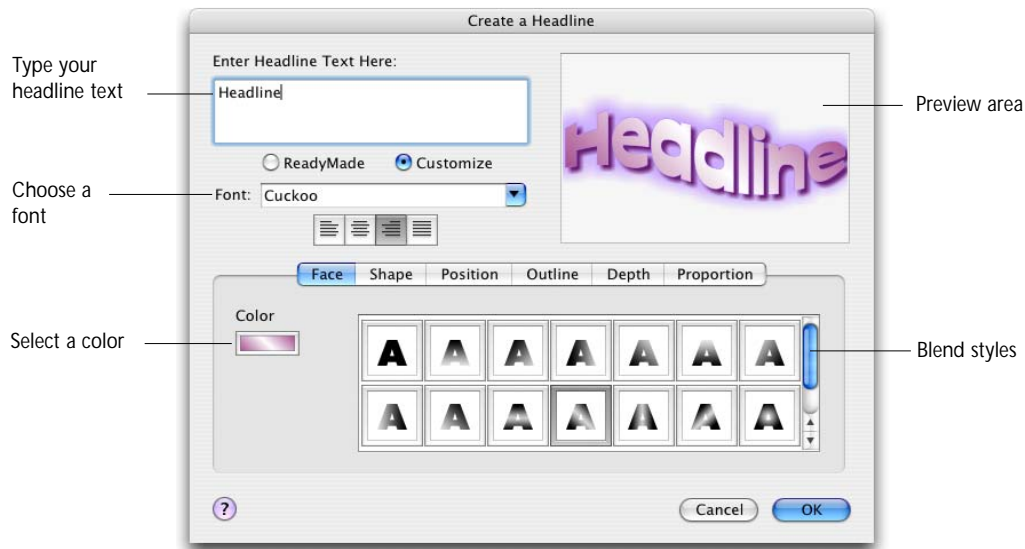 Create a Headline
Type your
headline text
Enter Headline Text Here:
Headline
Headline
Preview area
ReadyMade
Customize
Choose a
font
Font:
Cuckoo
Face
Shape
Position
Outline
Depth
Proportion
Select a color
Color
A A A A A A A
A A A A A A A
Blend styles
?
Cancel
OK